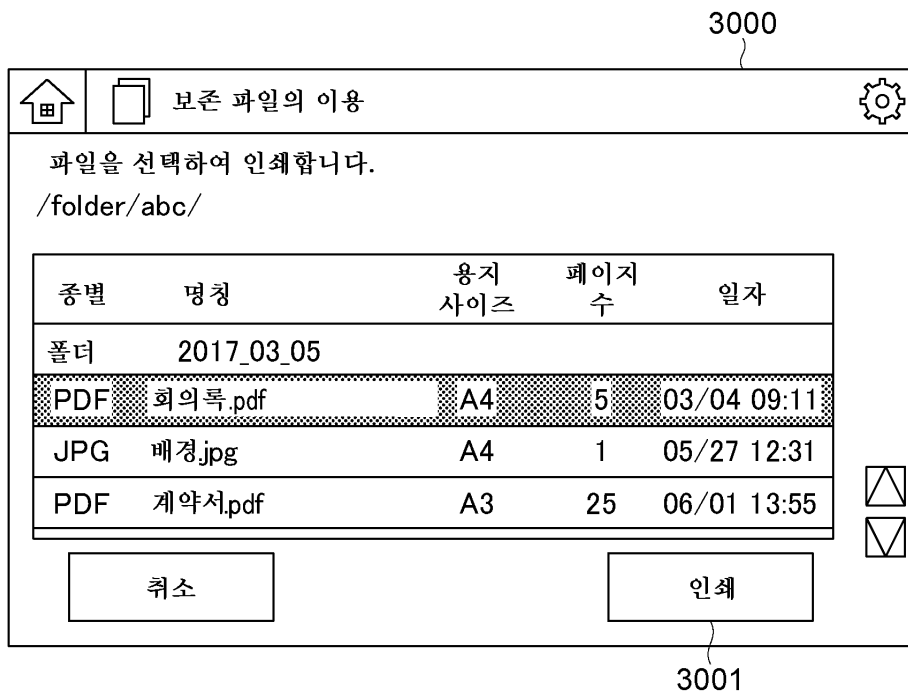 3000
보존 파일의 이용
파일을 선택하여 인쇄합니다.
/folder/abc/
종별 명칭 용지 사이즈 페이지 수 일자
폴더 2017_03_05
PDF 회의록.pdf A4 5 03/04 09:11
JPG 배경.jpg A4 1 05/27 12:31
PDF 계약서.pdf A3 25 06/01 13:55
취소 인쇄
3001